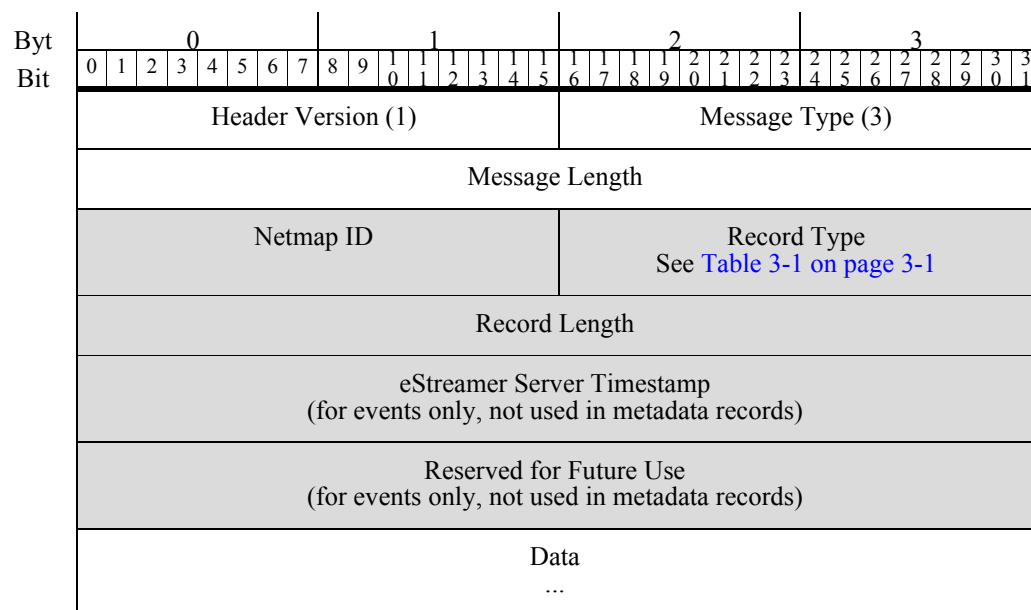 Byt 0 1 2 3
Bit 0 1 2 3 4 5 6 7 8 9 10 11 12 13 14 15 16 17 18 19 20 21 22 23 24 25 26 27 28 29 30 31
Header Version (1) Message Type (3)
Message Length
Netmap ID Record Type
See Table 3-1 on page 3-1
Record Length
eStreamer Server Timestamp
(for events only, not used in metadata records)
Reserved for Future Use
(for events only, not used in metadata records)
Data
...